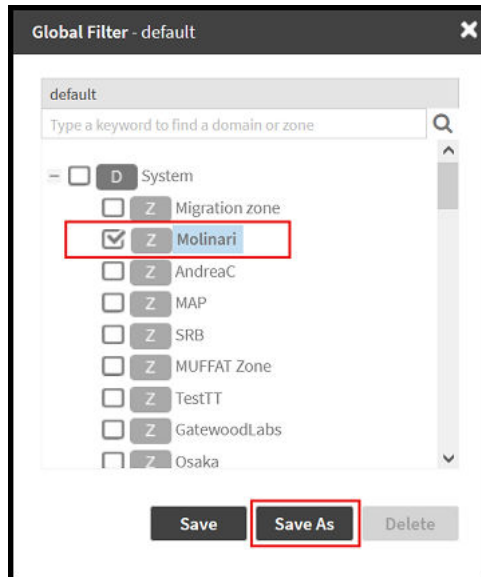 Global Filter - default
default
Type a keyword to find a domain or zone
D System
Z Migration zone
Z Molinari
Z AndreaC
Z MAP
Z SRB
Z MUFFAT Zone
Z TestTT
Z GatewoodLabs
Z Osaka
Save Save As Delete